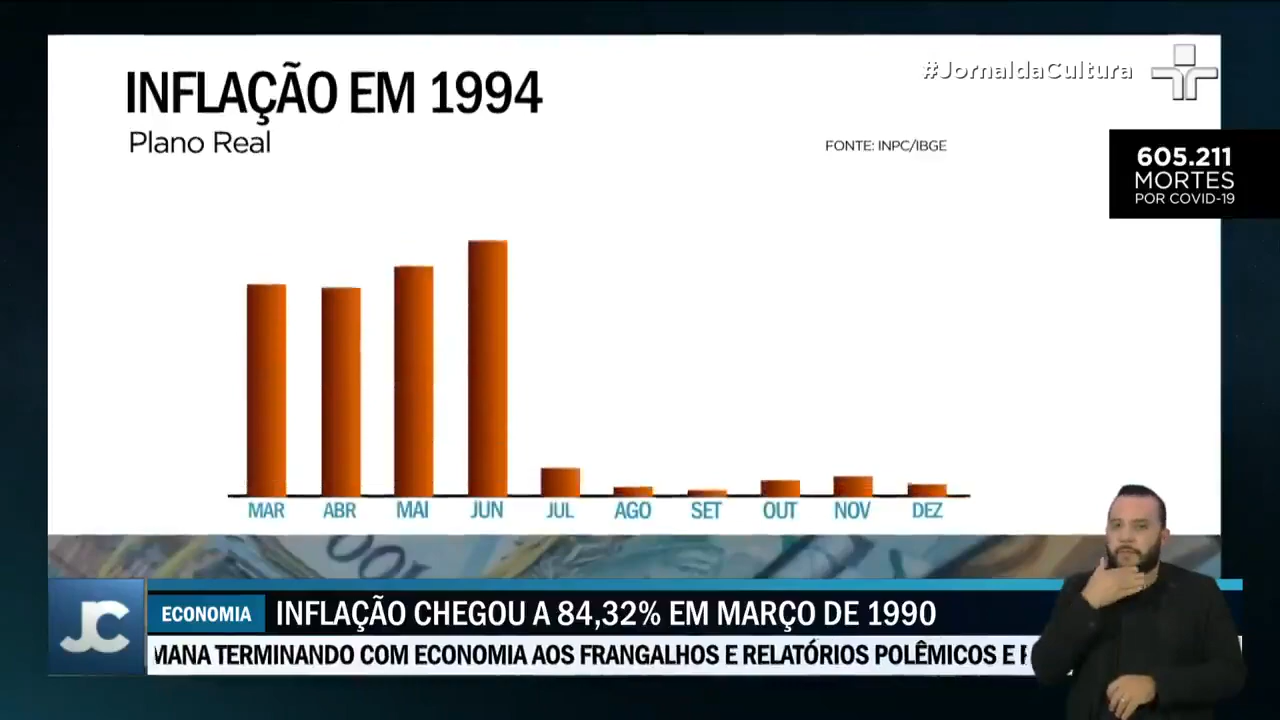 INFLAÇÃO EM 1994
Plano Real
#JornaldaCultura
FONTE: INPC/IBGE
605.211
MORTES
POR COVID-19
MAR ABR MAI JUN JUL AGO SET OUT NOV DEZ
JC
ECONOMIA
INFLAÇÃO CHEGOU A 84,32% EM MARÇO DE 1990
MANA TERMINANDO COM ECONOMIA AOS FRANGALHOS E RELATÓRIOS POLÊMICOS E